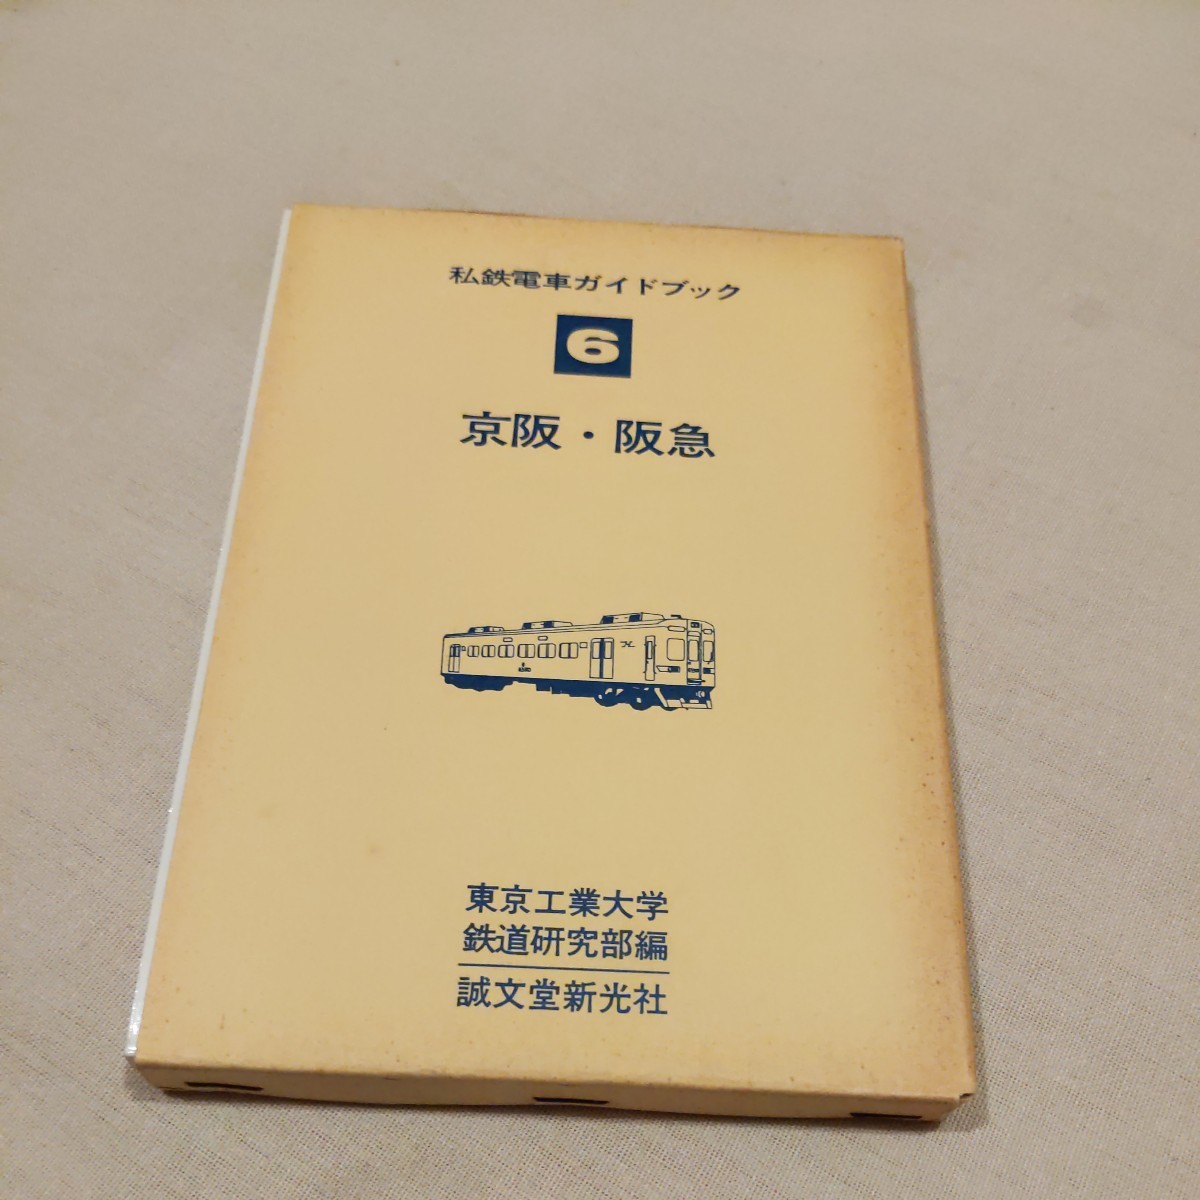 私鉄電車ガイドブック
6
京阪・阪急
東京工業大学
鉄道研究部編
誠文堂新光社